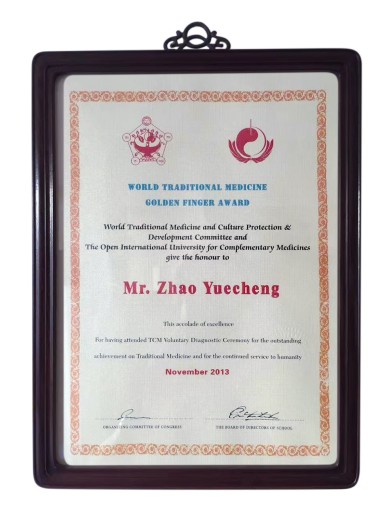 WORLD TRADITIONAL MEDICINE
GOLDEN FINGER AWARD
World Traditional Medicine and Culture Protection &
Development Committee and
The Open International University for Complementary Medicines
give the honour to
Mr. Zhao Yuecheng
This accolade of excellence
For having attended TCM Voluntary Diagnostic Ceremony for the outstanding
achievement on Traditional Medicine and for the continued service to humanity
November 2013
ORGANIZING COMMITTEE OF CONGRESS
THE BOARD OF DIRECTORS OF SCHOOL